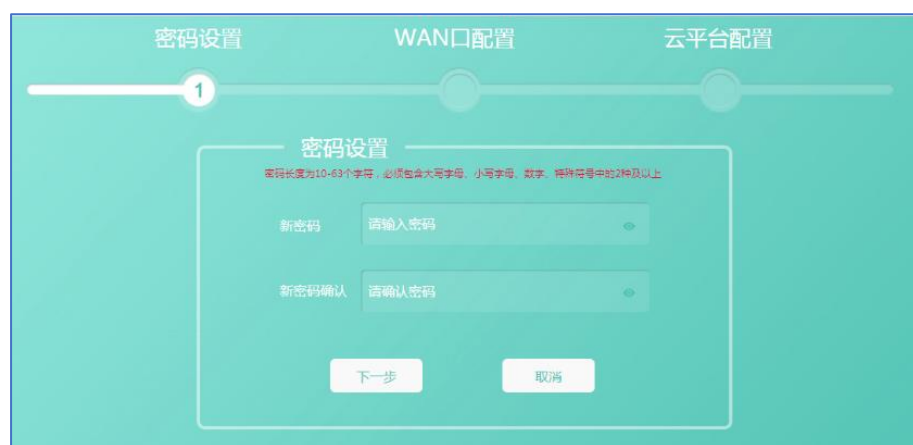 密码设置 WAN口配置 云平台配置
1
密码设置
密码长度为10-63个字符，必须包含大写字母、小写字母、数字、特殊符号中的2种及以上
新密码 请输入密码
新密码确认 请确认密码
下一步 取消